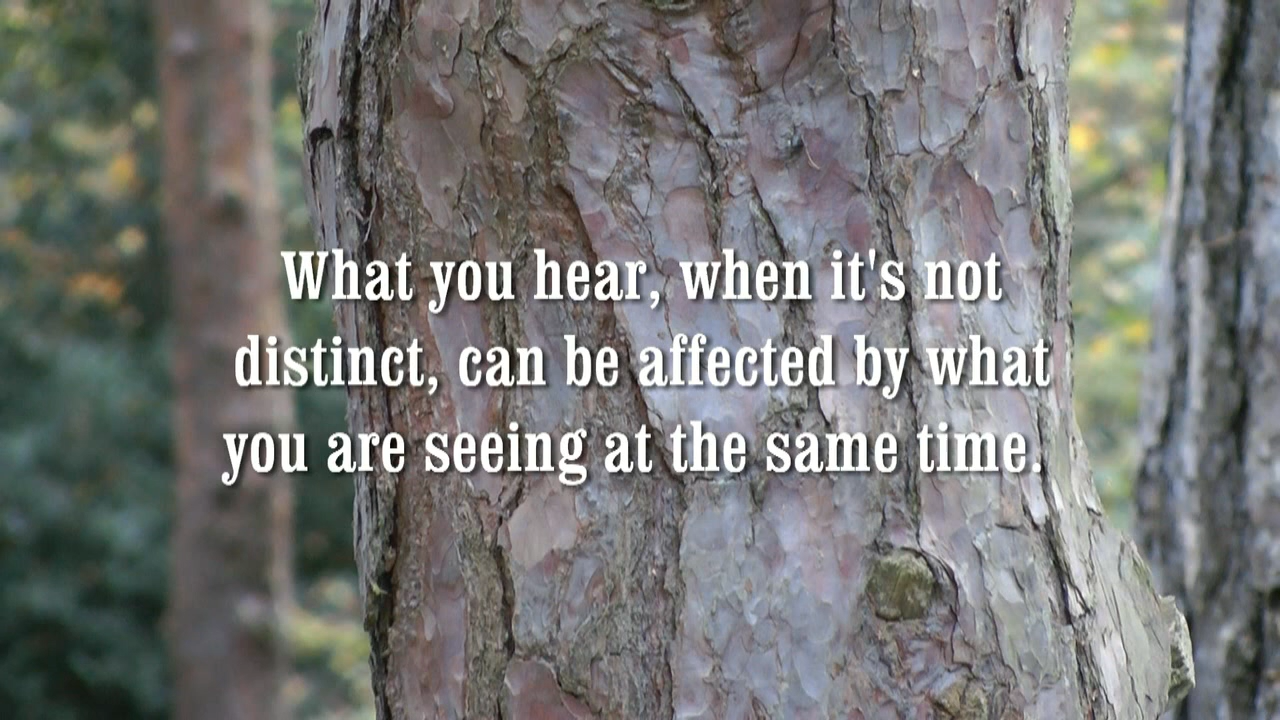 What you hear, when it's not
distinct, can be affected by what
you are seeing at the same time.